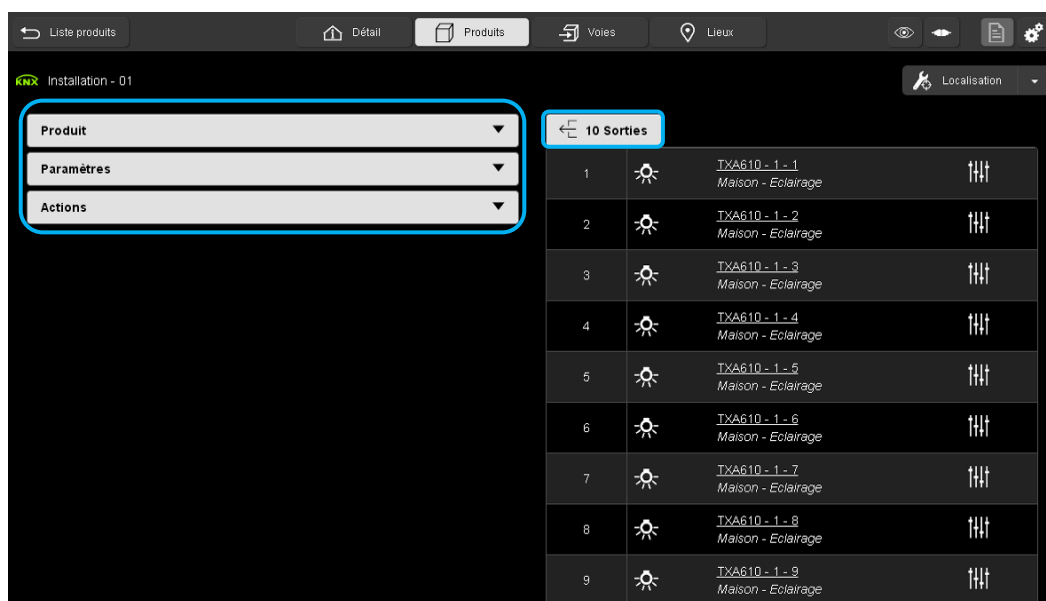 Liste produits
Détail
Produits
Voies
Lieux
KNX Installation - 01
Localisation
Produit
Paramètres
Actions
10 Sorties
1
TXA610 - 1 - 1
Maison - Eclairage
2
TXA610 - 1 - 2
Maison - Eclairage
3
TXA610 - 1 - 3
Maison - Eclairage
4
TXA610 - 1 - 4
Maison - Eclairage
5
TXA610 - 1 - 5
Maison - Eclairage
6
TXA610 - 1 - 6
Maison - Eclairage
7
TXA610 - 1 - 7
Maison - Eclairage
8
TXA610 - 1 - 8
Maison - Eclairage
9
TXA610 - 1 - 9
Maison - Eclairage